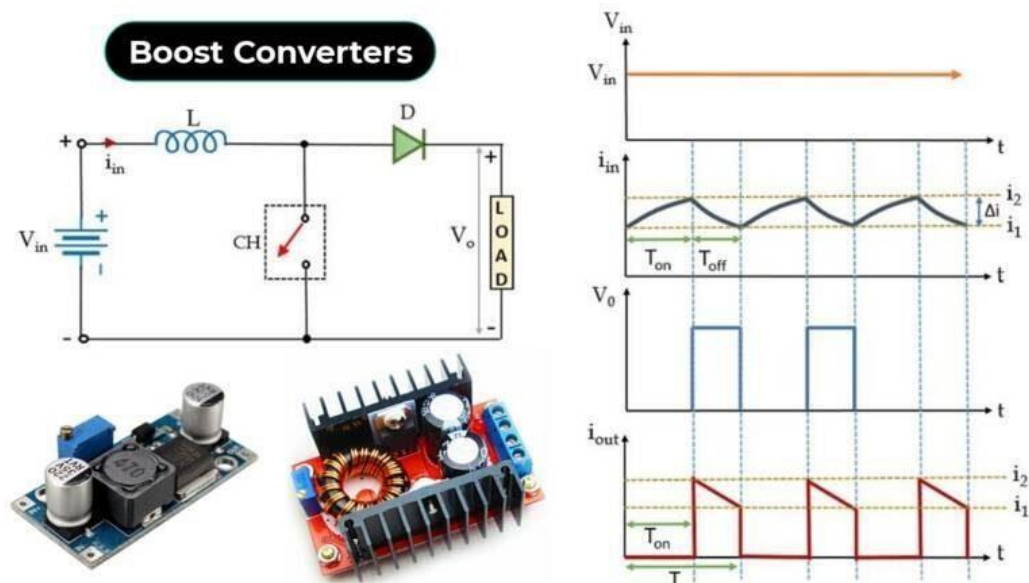 Boost Converters
L
D
+
i_in
+
CH
V_in
+
-
V_o
LOAD
-
-
470
V_in
V_in
t
i_in
i_2
Δi
i_1
T_on
T_off
t
V_0
t
i_out
i_2
i_1
T_on
t
T